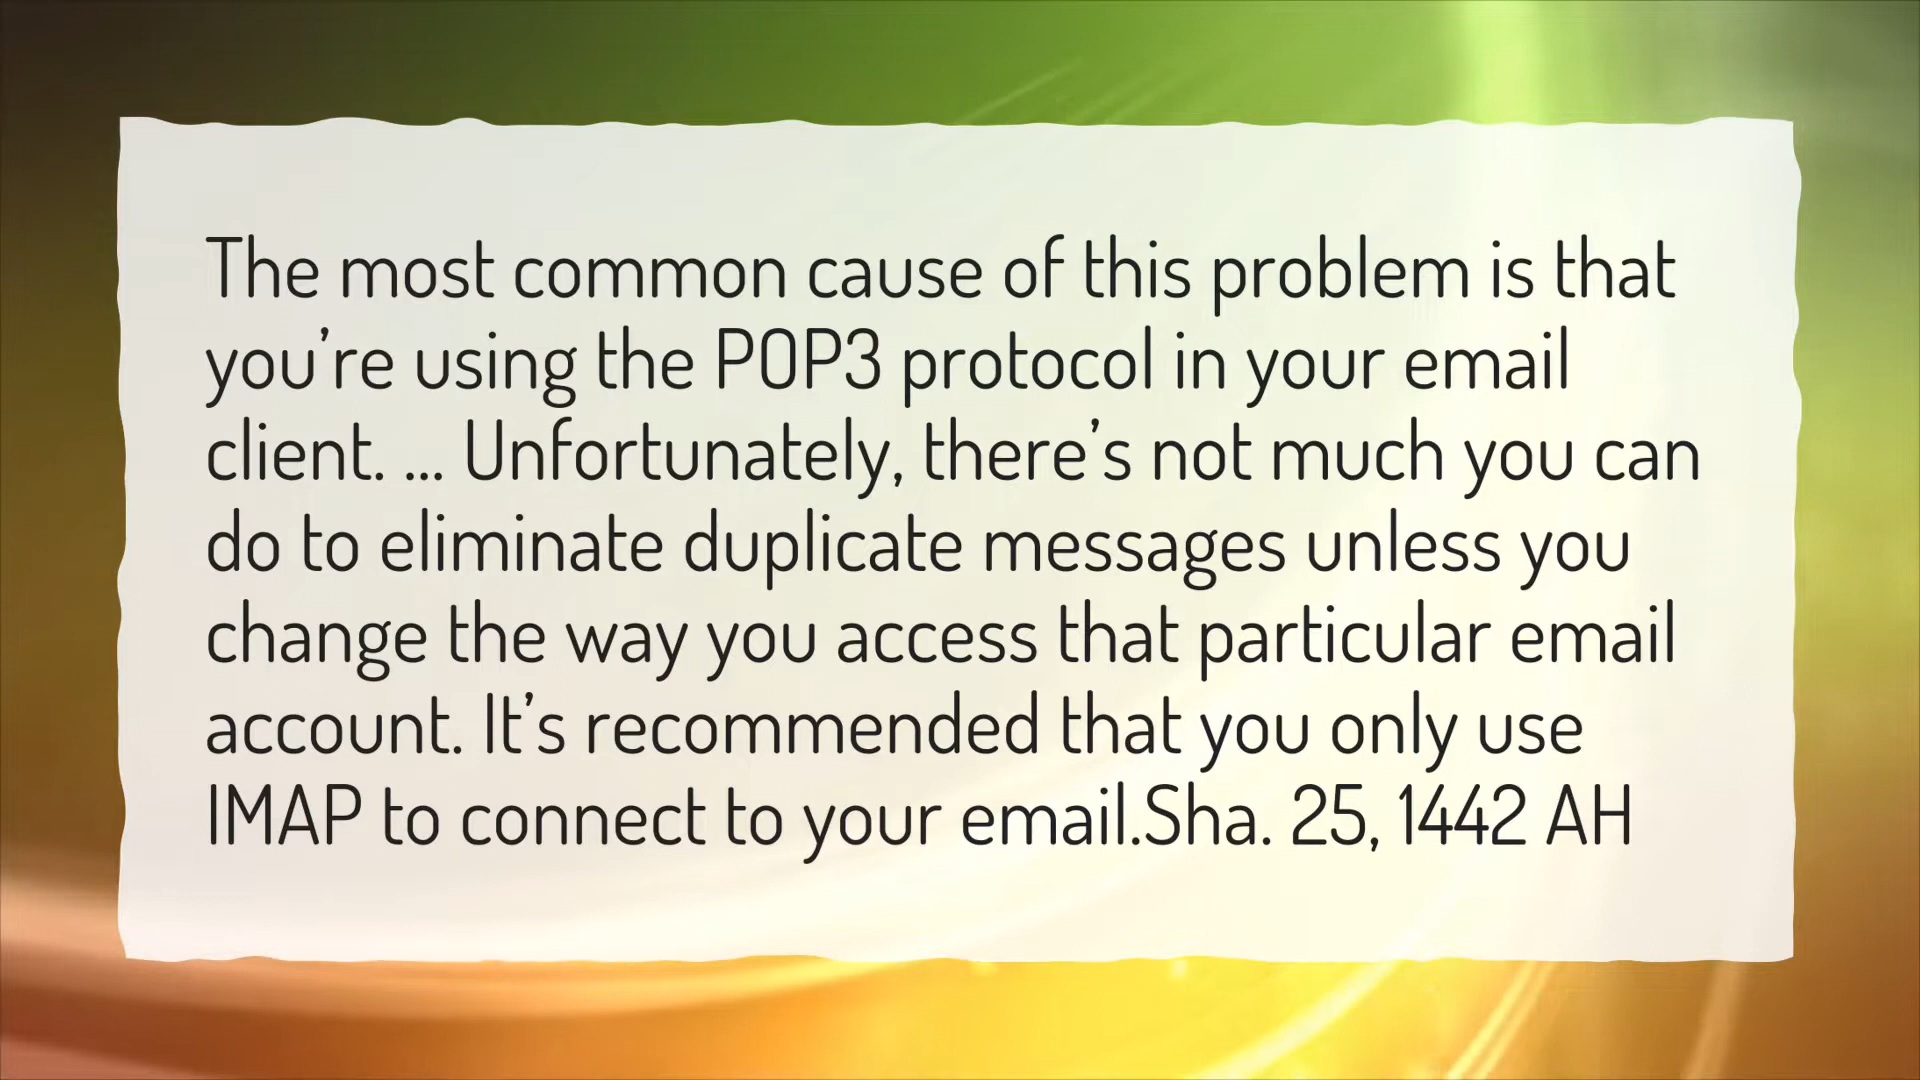 The most common cause of this problem is that
you’re using the POP3 protocol in your email
client. ... Unfortunately, there’s not much you can
do to eliminate duplicate messages unless you
change the way you access that particular email
account. It’s recommended that you only use
IMAP to connect to your email.Sha. 25, 1442 AH